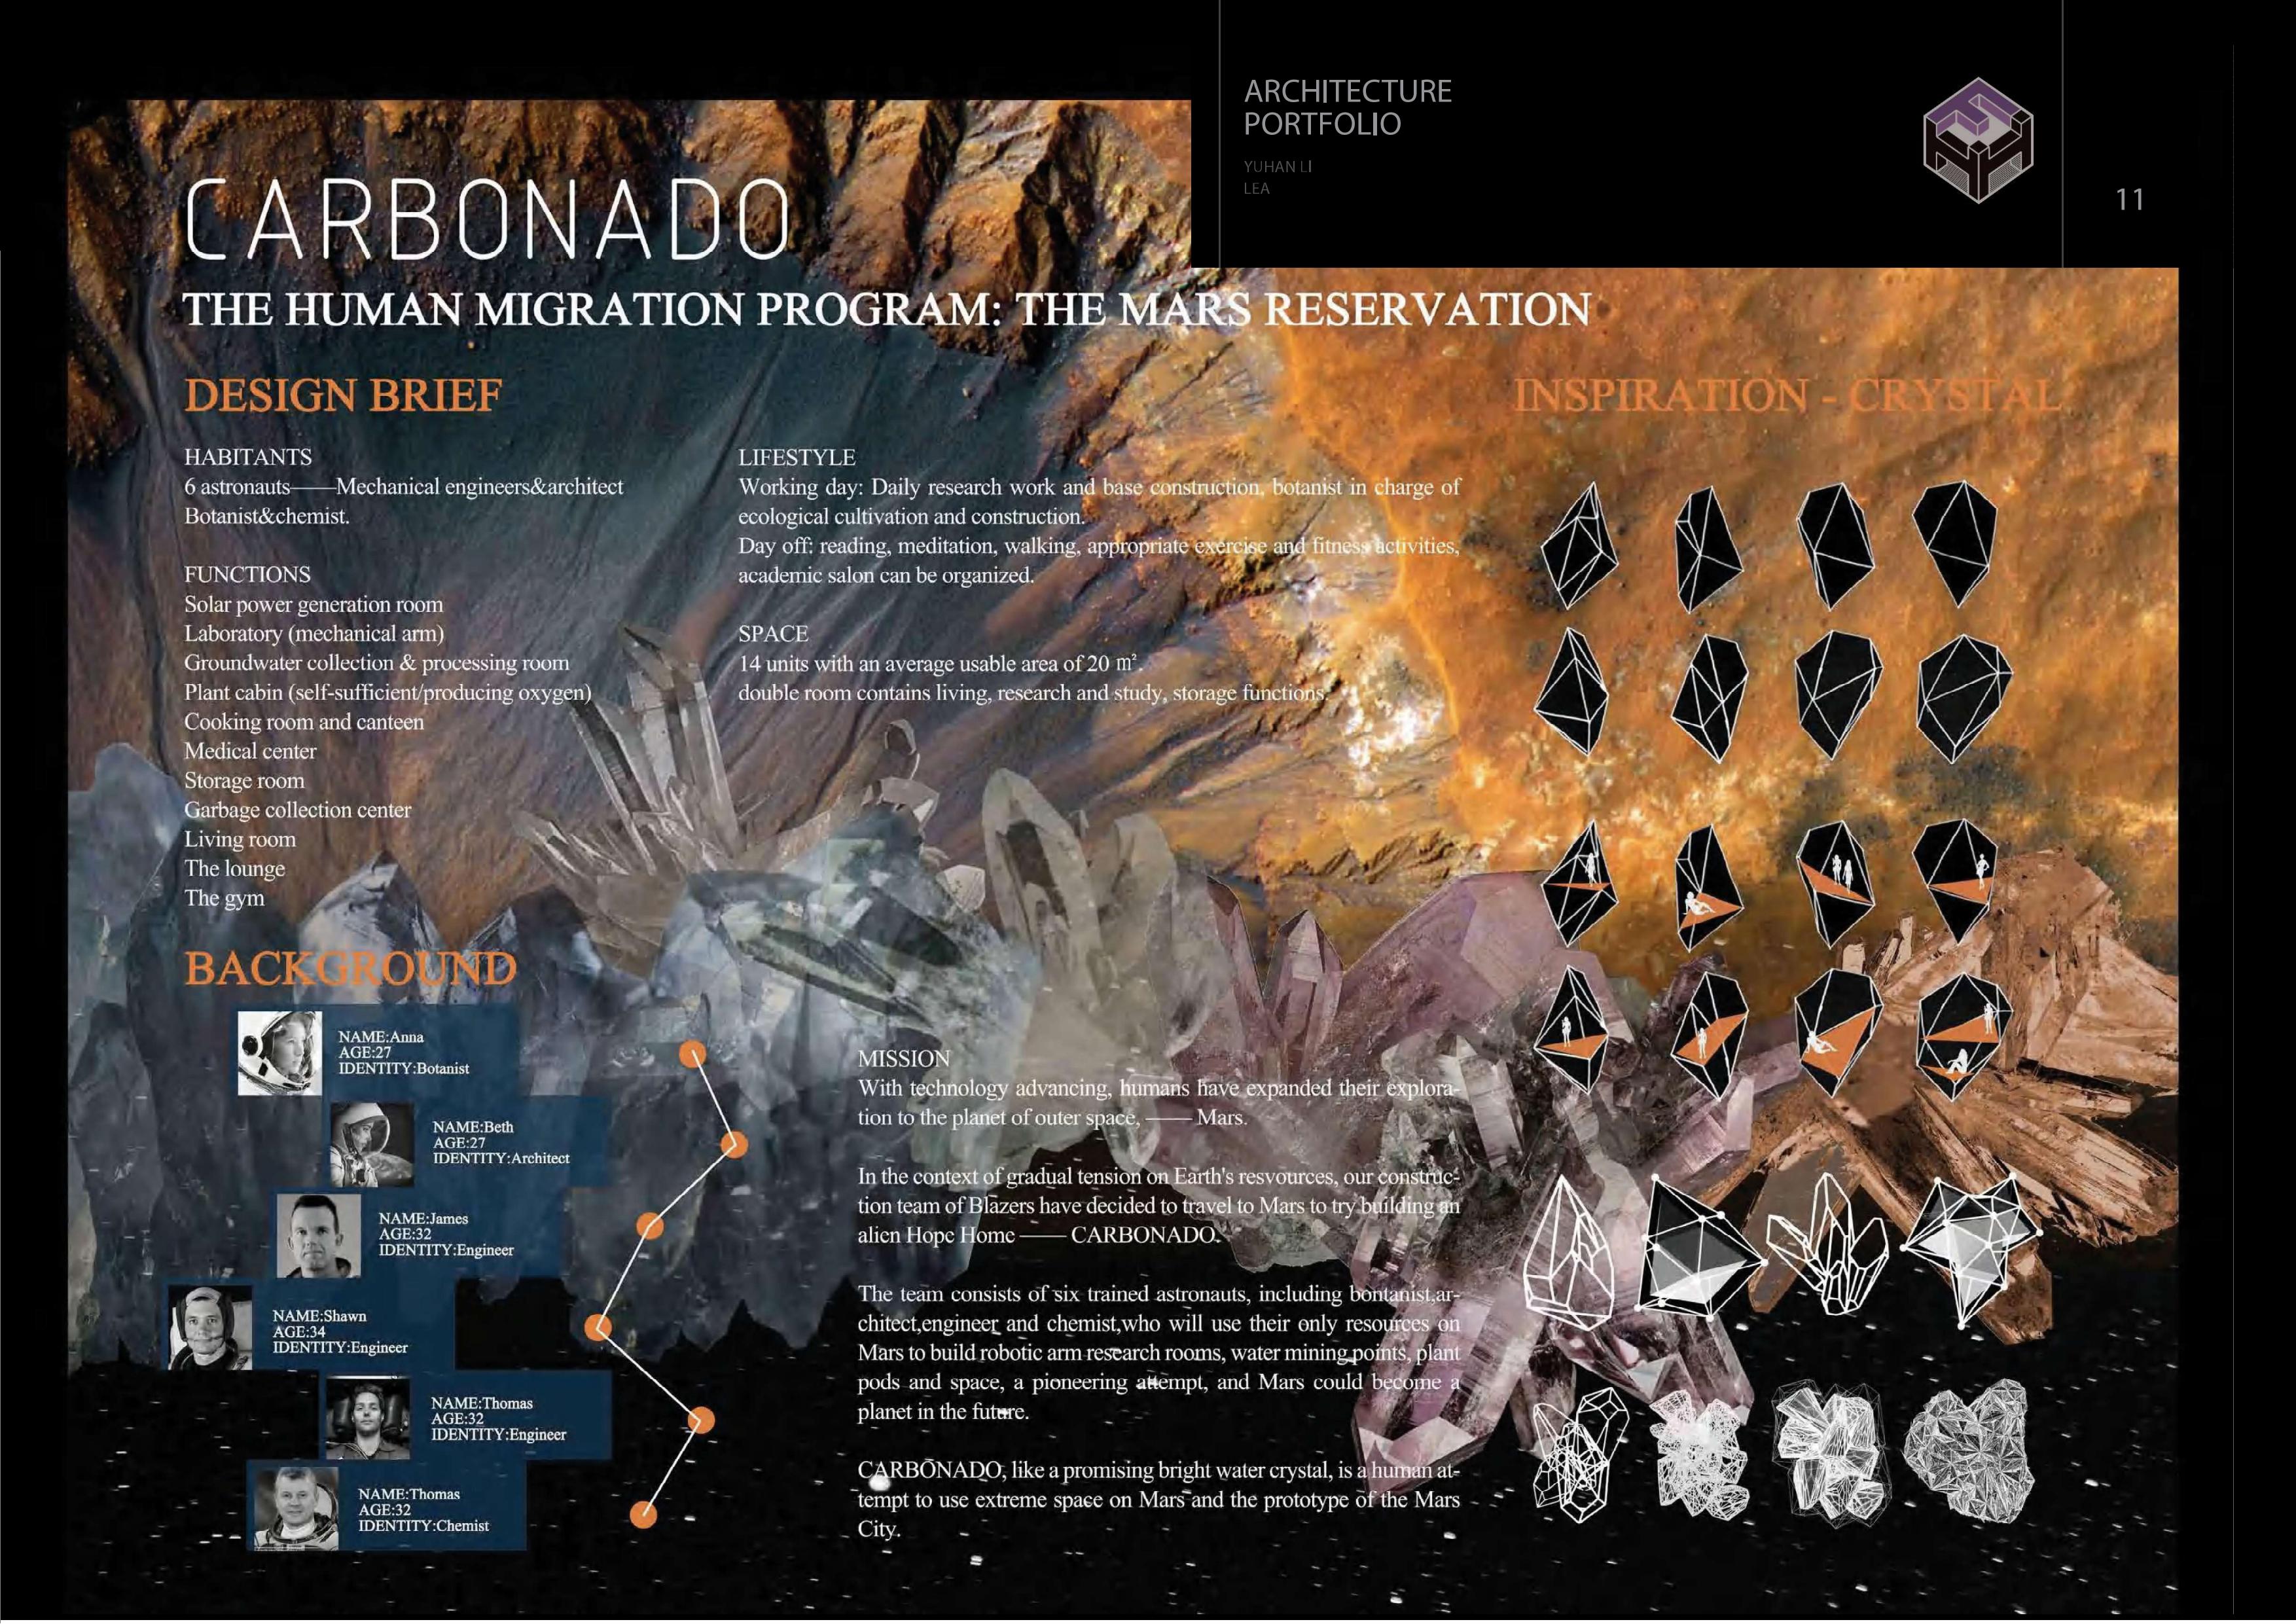 ARCHITECTURE
PORTFOLIO
YUHAN LI
LEA
11
CARBONADO
THE HUMAN MIGRATION PROGRAM: THE MARS RESERVATION
DESIGN BRIEF
HABITANTS
6 astronauts——Mechanical engineers&architect
Botanist&chemist.
FUNCTIONS
Solar power generation room
Laboratory (mechanical arm)
Groundwater collection & processing room
Plant cabin (self-sufficient/producing oxygen)
Cooking room and canteen
Medical center
Storage room
Garbage collection center
Living room
The lounge
The gym
LIFESTYLE
Working day: Daily research work and base construction, botanist in charge of
ecological cultivation and construction.
Day off: reading, meditation, walking, appropriate exercise and fitness activities,
academic salon can be organized.
SPACE
14 units with an average usable area of 20 m².
double room contains living, research and study, storage functions.
INSPIRATION - CRYSTAL
BACKGROUND
NAME:Anna
AGE:27
IDENTITY:Botanist
NAME:Beth
AGE:27
IDENTITY:Architect
NAME:James
AGE:32
IDENTITY:Engineer
NAME:Shawn
AGE:34
IDENTITY:Engineer
NAME:Thomas
AGE:32
IDENTITY:Engineer
NAME:Thomas
AGE:32
IDENTITY:Chemist
MISSION
With technology advancing, humans have expanded their explora-
tion to the planet of outer space, —— Mars.
In the context of gradual tension on Earth's resvources, our construc-
tion team of Blazers have decided to travel to Mars to try building an
alien Hope Home —— CARBONADO.
The team consists of six trained astronauts, including bontanist,ar-
chitect,engineer and chemist,who will use their only resources on
Mars to build robotic arm research rooms, water mining points, plant
pods and space, a pioneering attempt, and Mars could become a
planet in the future.
CARBONADO, like a promising bright water crystal, is a human at-
tempt to use extreme space on Mars and the prototype of the Mars
City.